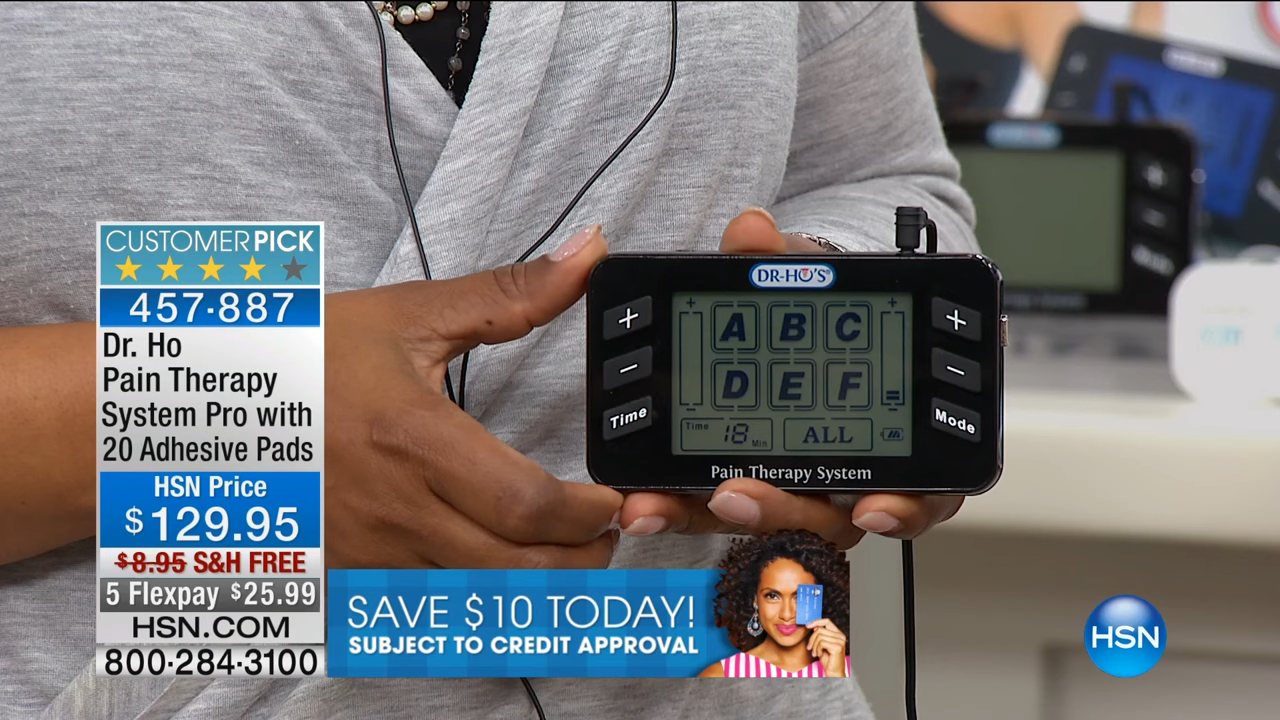 CUSTOMER PICK
457-887
Dr. Ho
Pain Therapy
System Pro with
20 Adhesive Pads
HSN Price
$129.95
$8.95 S&H FREE
5 Flexpay $25.99
HSN.COM
800-284-3100
SAVE $10 TODAY!
SUBJECT TO CREDIT APPROVAL
DR-HO'S®
+ + + +
A B C
− −
D E F
− −
Time Mode
Time 18 Min ALL
Pain Therapy System
HSN